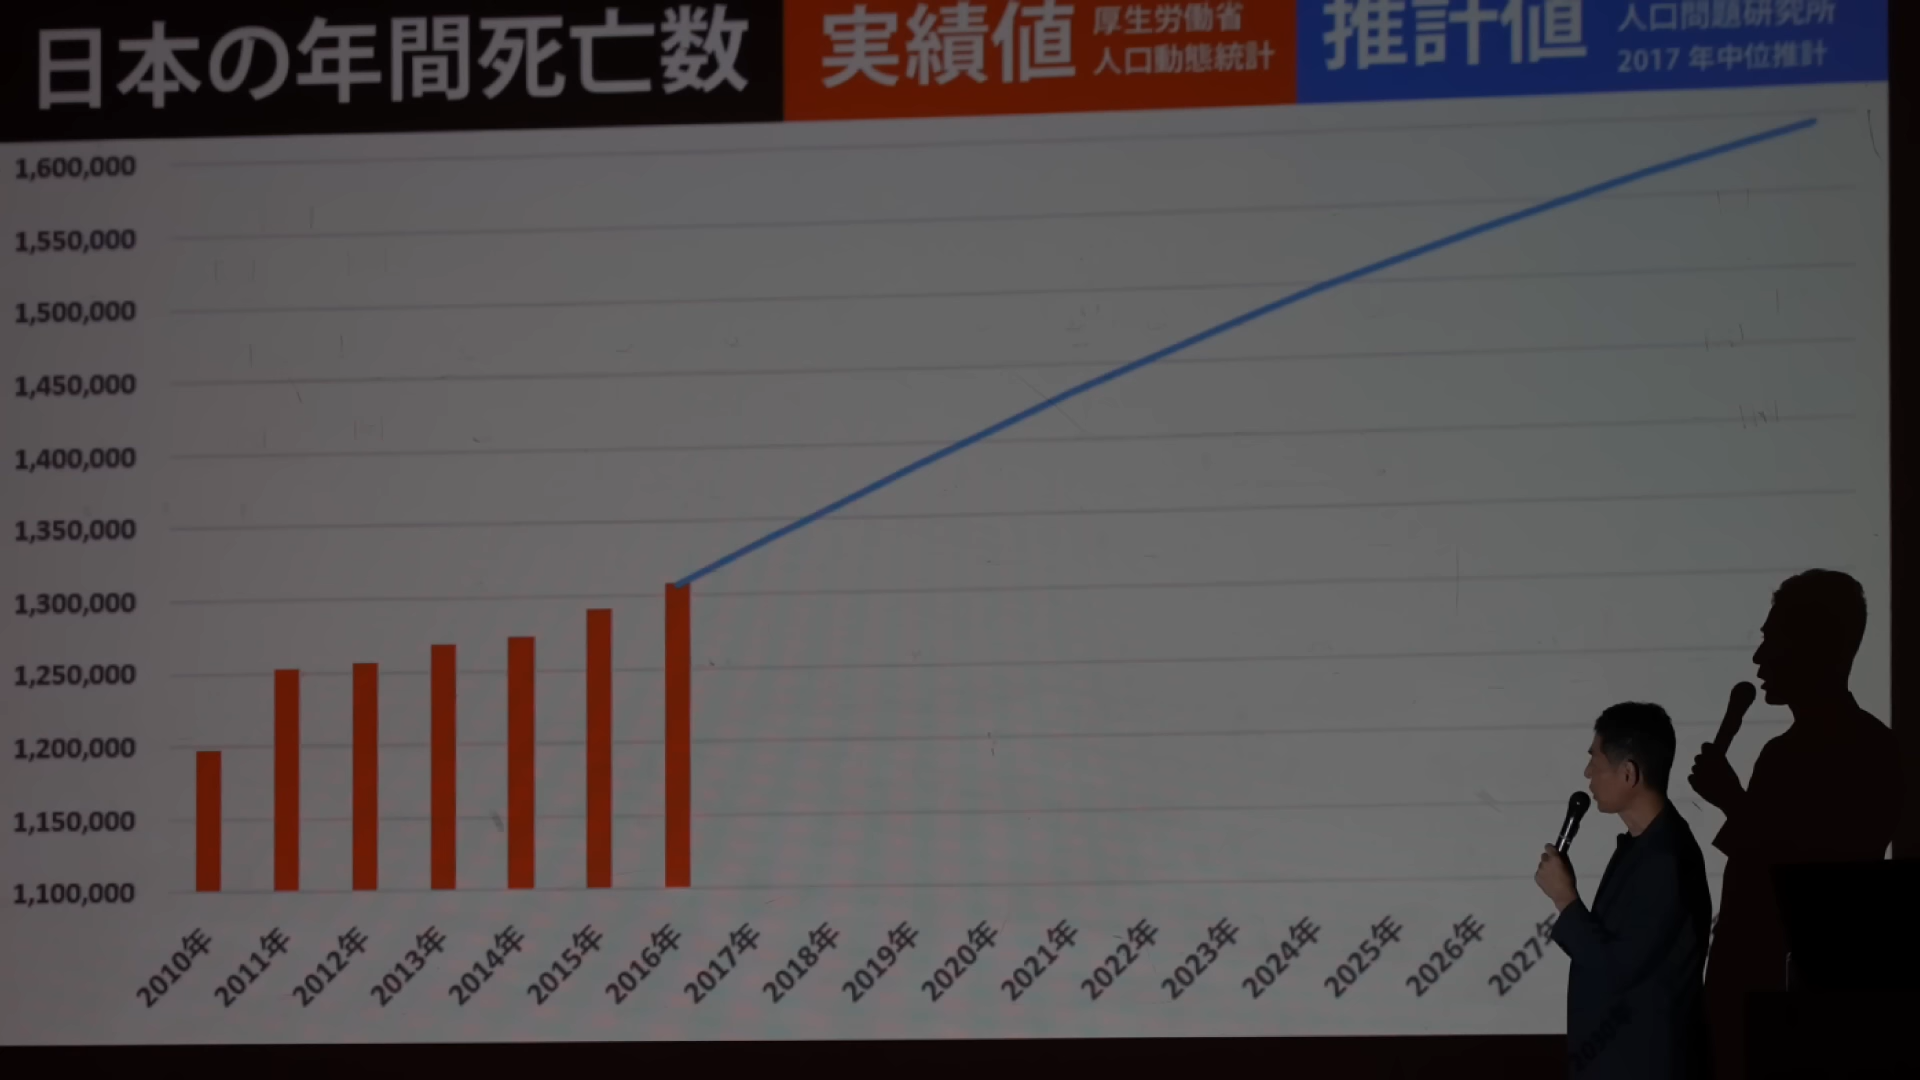 日本の年間死亡数
実績値
厚生労働省
人口動態統計
推計値
人口問題研究所
2017年中位推計
1,600,000
1,550,000
1,500,000
1,450,000
1,400,000
1,350,000
1,300,000
1,250,000
1,200,000
1,150,000
1,100,000
2010年
2011年
2012年
2013年
2014年
2015年
2016年
2017年
2018年
2019年
2020年
2021年
2022年
2023年
2024年
2025年
2026年
2027年